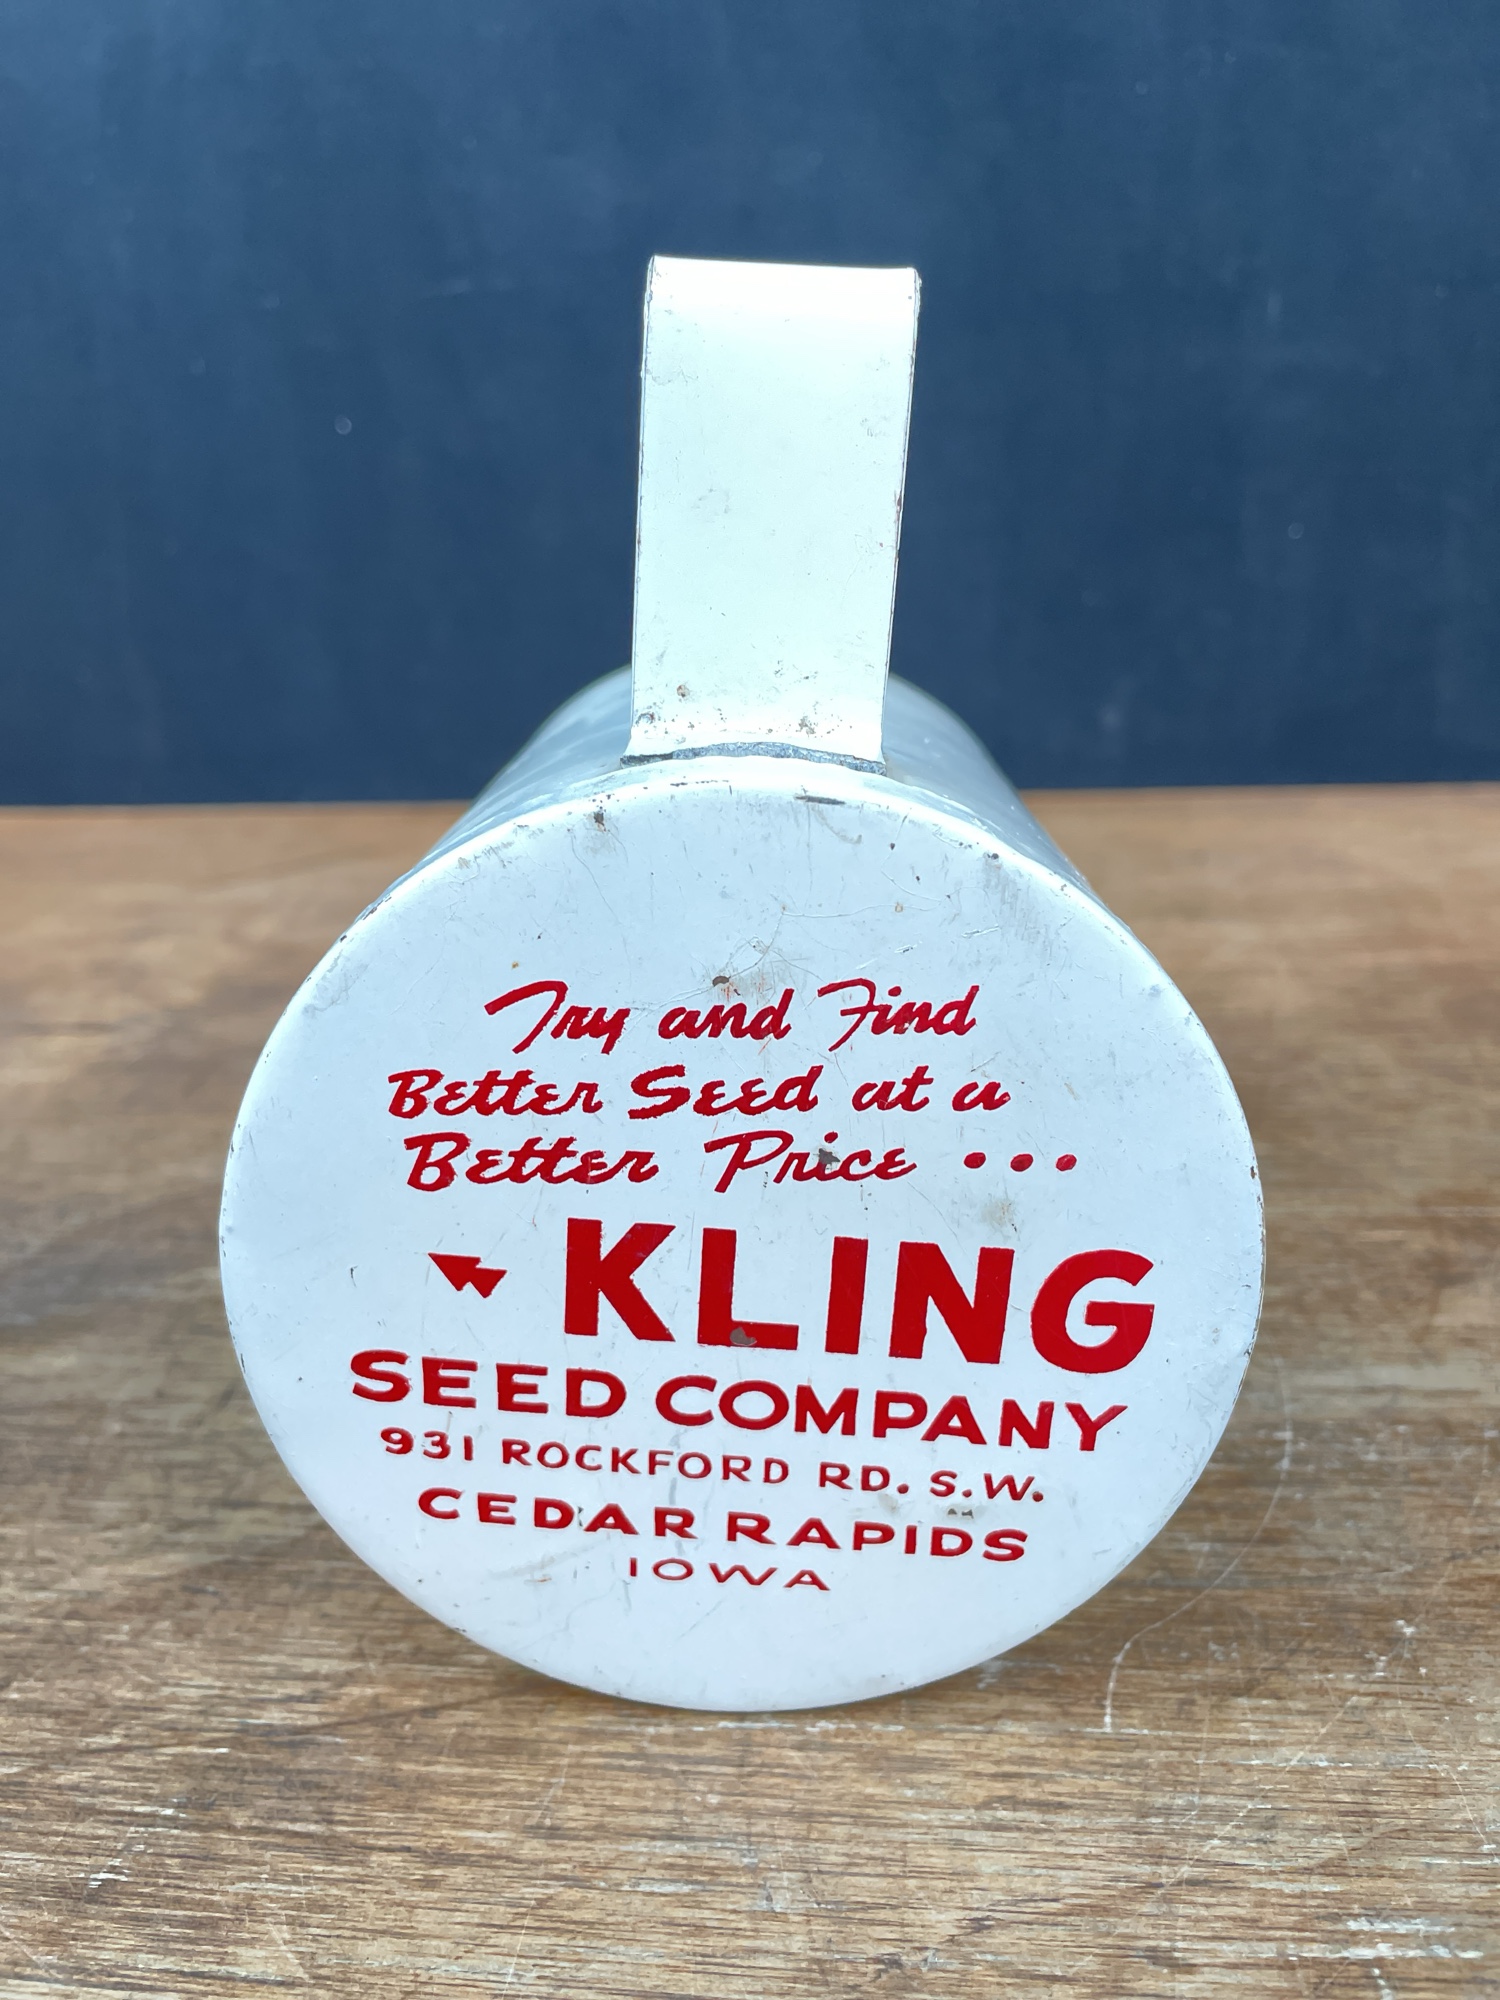 Try and Find
Better Seed at a
Better Price ...
KLING
SEED COMPANY
931 ROCKFORD RD. S.W.
CEDAR RAPIDS
IOWA